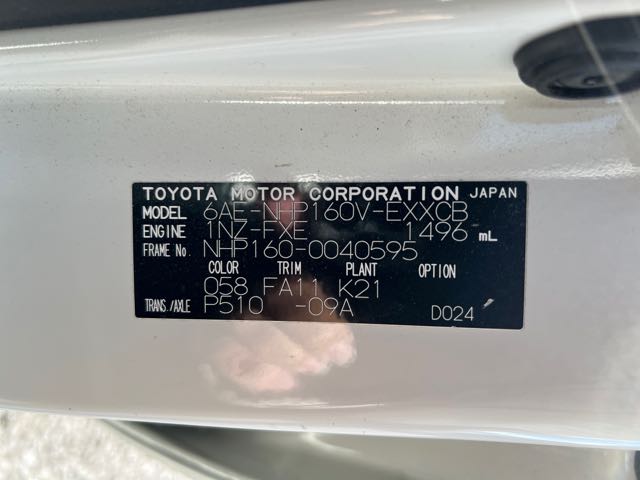 TOYOTA MOTOR CORPORATION JAPAN
MODEL 6AE-NHP160V-EXXCB
ENGINE 1NZ-FXE 1496 mL
FRAME No NHP160-0040595
COLOR TRIM PLANT OPTION
058 FA11 K21
TRANS./AXLE P510 -09A D024